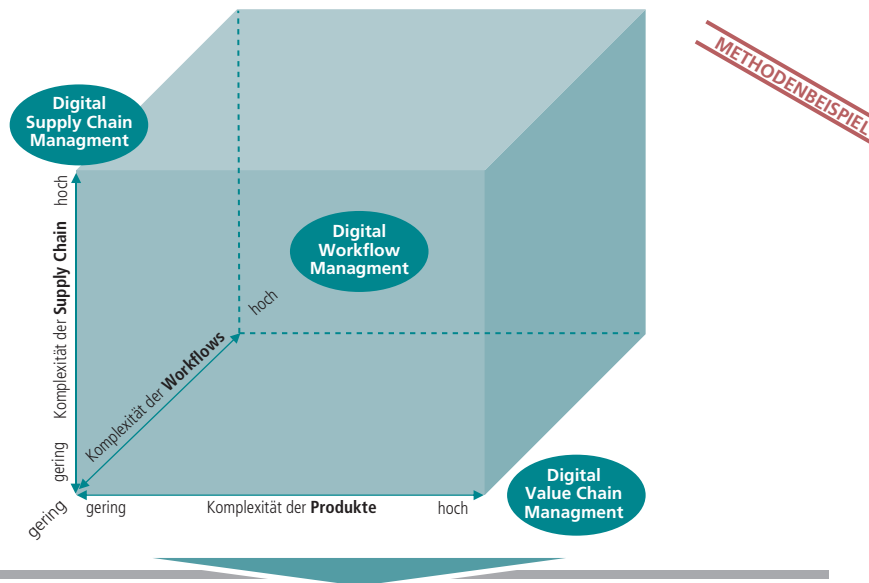 METHODENBEISPIEL
Digital
Supply Chain
Managment
Digital
Workflow
Managment
Komplexität der Supply Chain
hoch
gering
Komplexität der Workflows
hoch
gering
gering
Komplexität der Produkte
hoch
Digital
Value Chain
Managment